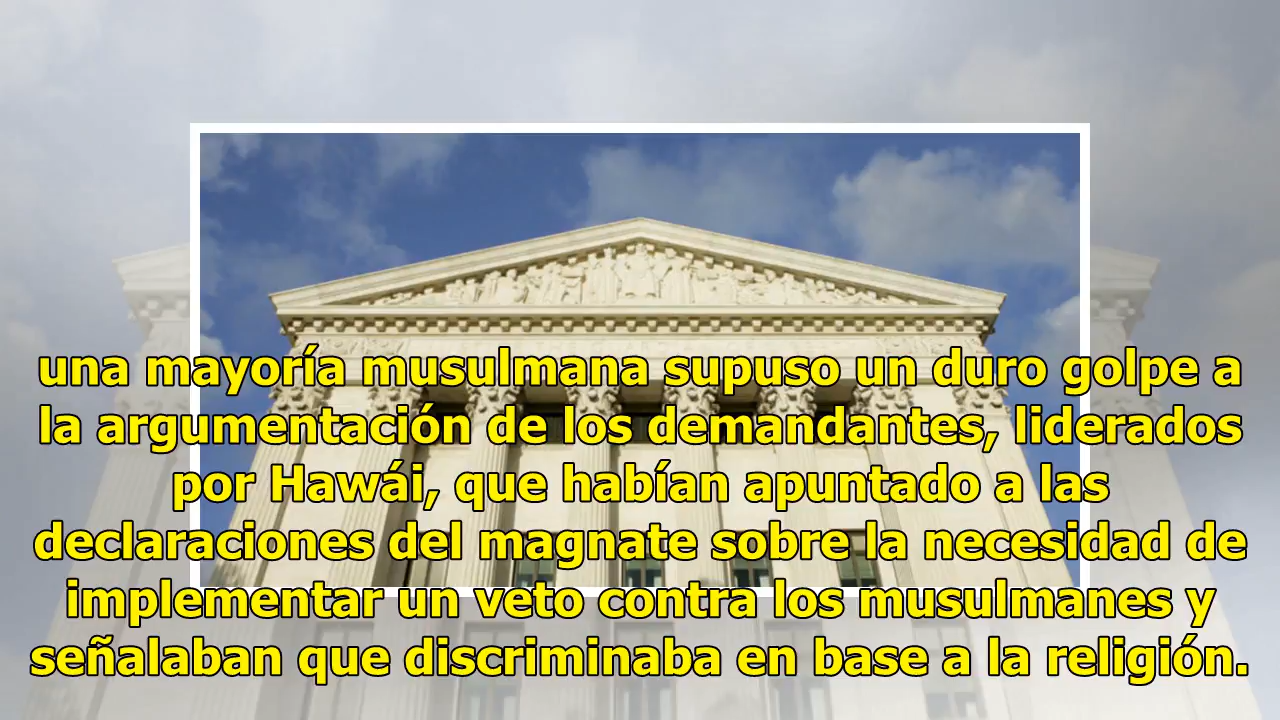 una mayoría musulmana supuso un duro golpe a
la argumentación de los demandantes, liderados
por Hawái, que habían apuntado a las
declaraciones del magnate sobre la necesidad de
implementar un veto contra los musulmanes y
señalaban que discriminaba en base a la religión.